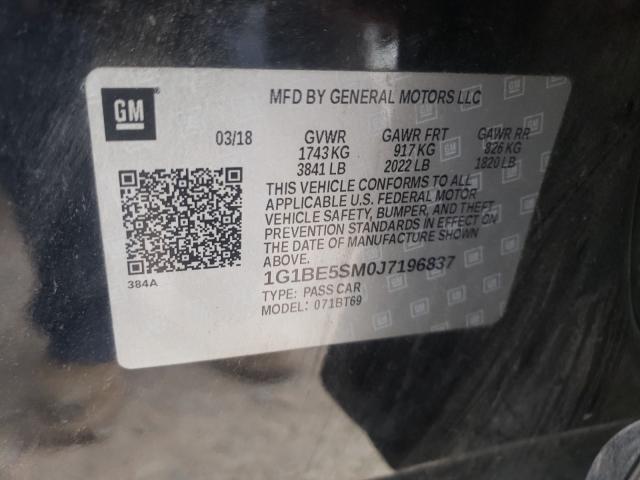 GM
MFD BY GENERAL MOTORS LLC
03/18 GVWR GAWR FRT GAWR RR
1743 KG 917 KG 826 KG
3841 LB 2022 LB 1820 LB
THIS VEHICLE CONFORMS TO ALL
APPLICABLE U.S. FEDERAL MOTOR
VEHICLE SAFETY, BUMPER, AND THEFT
PREVENTION STANDARDS IN EFFECT ON
THE DATE OF MANUFACTURE SHOWN
ABOVE.
384A
1G1BE5SM0J7196837
TYPE: PASS CAR
MODEL: 071BT69